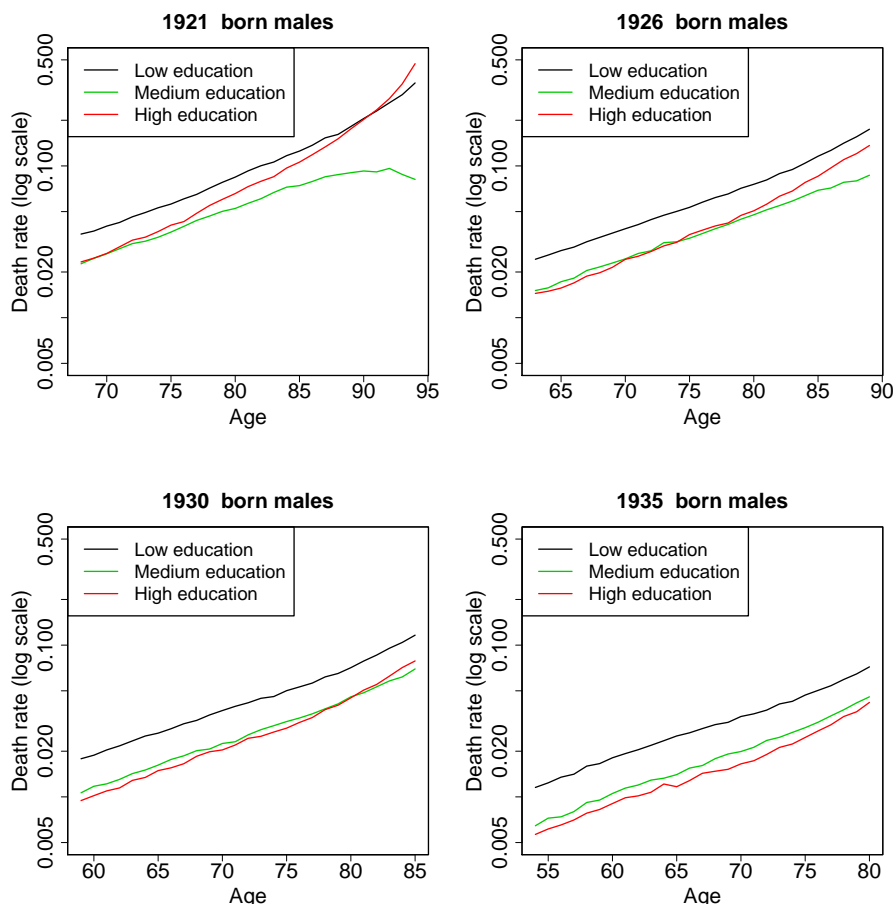 1921 born males
Death rate (log scale)
0.500
0.100
0.020
0.005
Low education
Medium education
High education
70 75 80 85 90 95
Age
1926 born males
Death rate (log scale)
0.500
0.100
0.020
0.005
Low education
Medium education
High education
65 70 75 80 85 90
Age
1930 born males
Death rate (log scale)
0.500
0.100
0.020
0.005
Low education
Medium education
High education
60 65 70 75 80 85
Age
1935 born males
Death rate (log scale)
0.500
0.100
0.020
0.005
Low education
Medium education
High education
55 60 65 70 75 80
Age